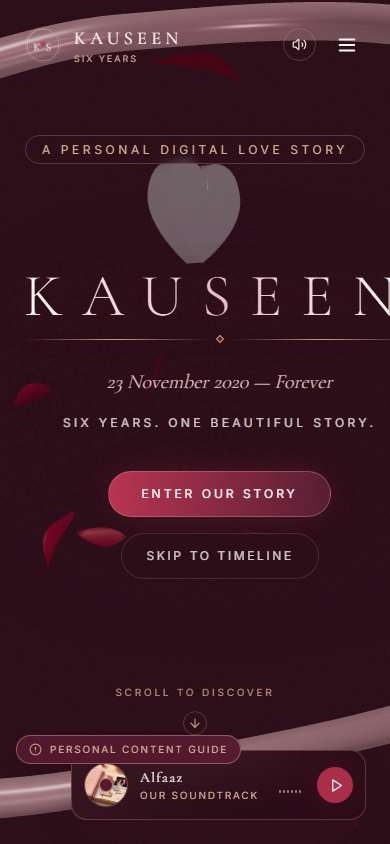 K S
KAUSEEN
SIX YEARS
A PERSONAL DIGITAL LOVE STORY
KAUSEEN
23 November 2020 — Forever
SIX YEARS. ONE BEAUTIFUL STORY.
ENTER OUR STORY
SKIP TO TIMELINE
SCROLL TO DISCOVER
PERSONAL CONTENT GUIDE
Alfaaz
OUR SOUNDTRACK